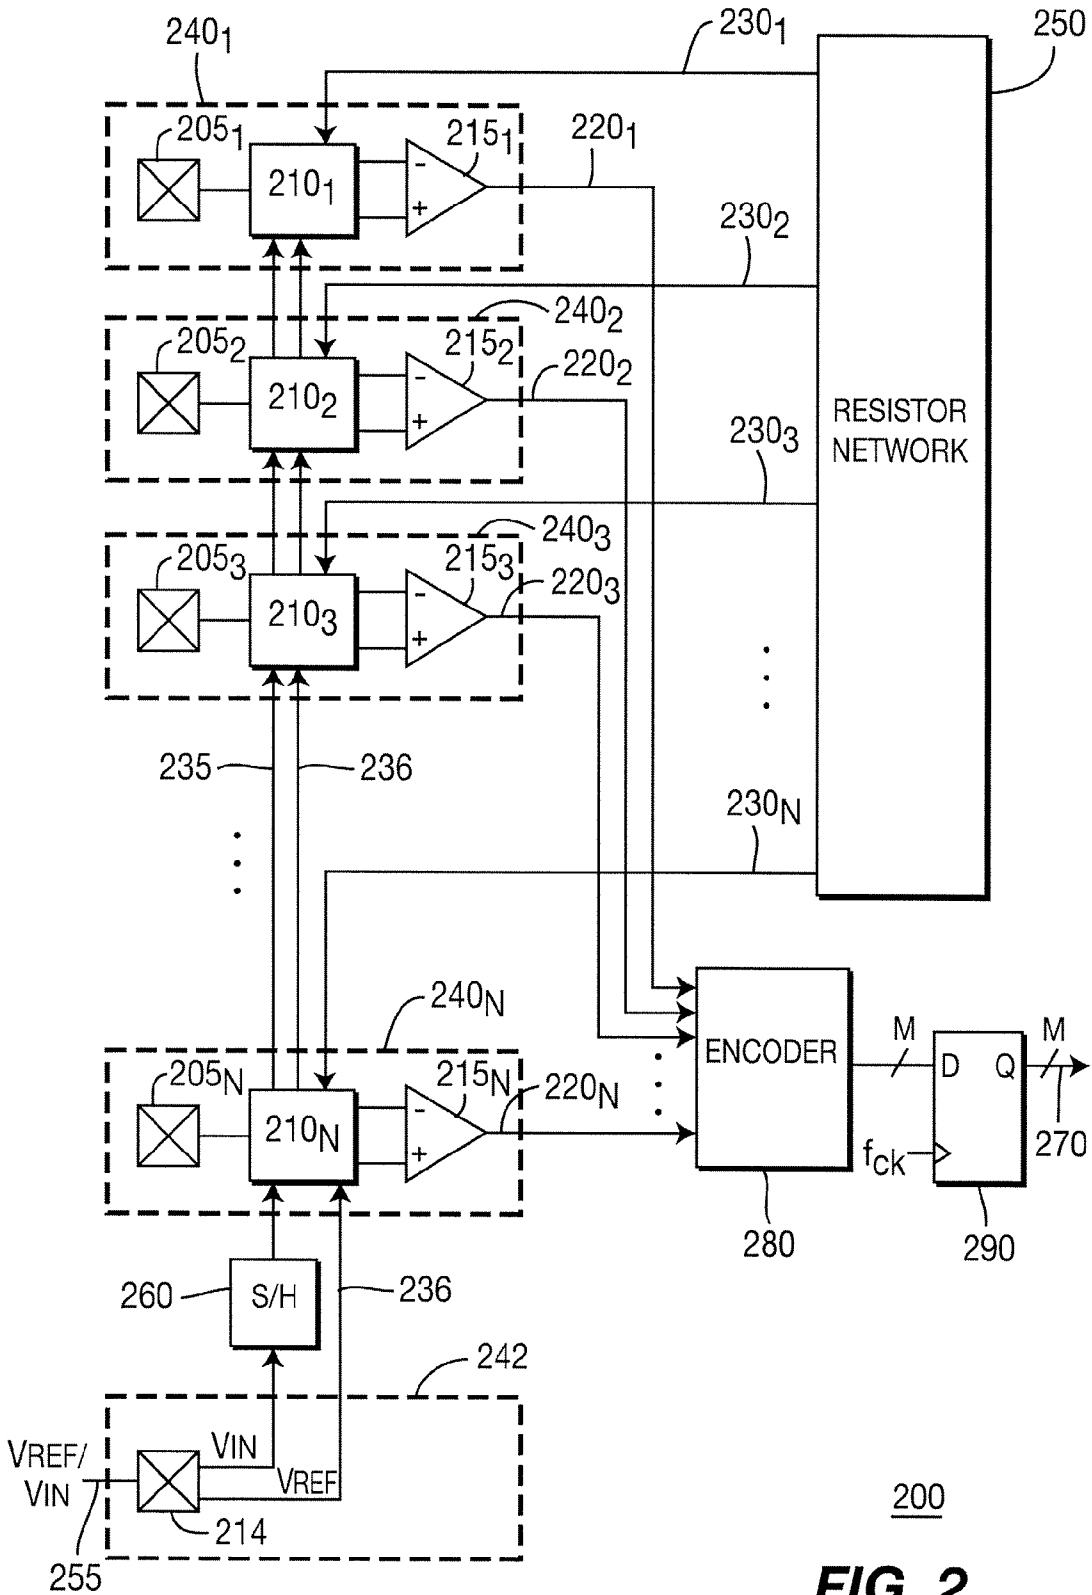 240₁
230₁
250
205₁
210₁
-
+
215₁
220₁
230₂
240₂
205₂
210₂
-
+
215₂
220₂
RESISTOR
NETWORK
230₃
240₃
205₃
210₃
-
+
215₃
220₃
235
236
230N
240N
205N
210N
-
+
215N
220N
ENCODER
M
D Q
M
fCK
270
280
290
260
S/H
236
242
VREF/
VIN
VIN
VREF
214
255
200
FIG. 2